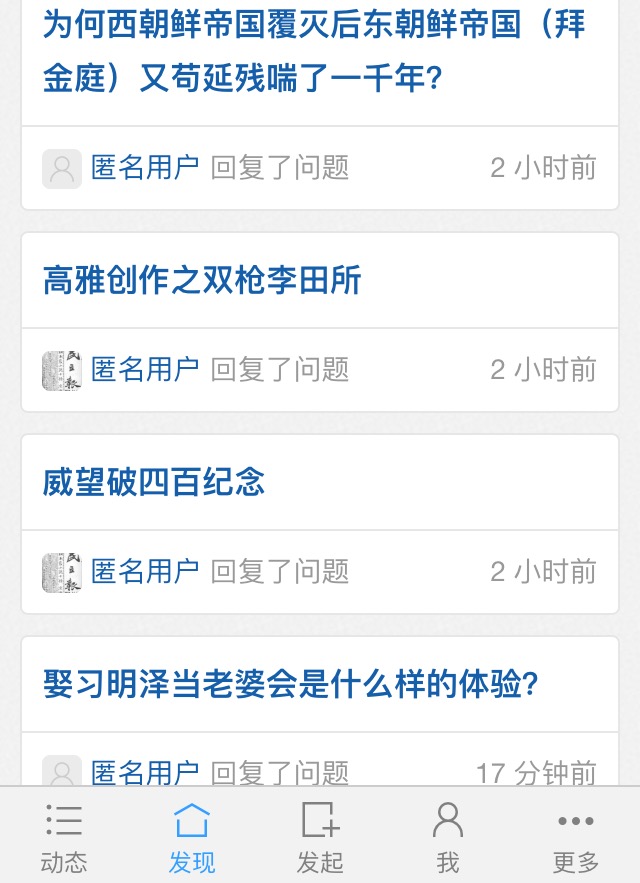 为何西朝鲜帝国覆灭后东朝鲜帝国（拜
金庭）又苟延残喘了一千年?
匿名用户 回复了问题 2 小时前
高雅创作之双枪李田所
匿名用户 回复了问题 2 小时前
威望破四百纪念
匿名用户 回复了问题 2 小时前
娶习明泽当老婆会是什么样的体验?
匿名用户 回复了问题 17 分钟前
动态 发现 发起 我 更多